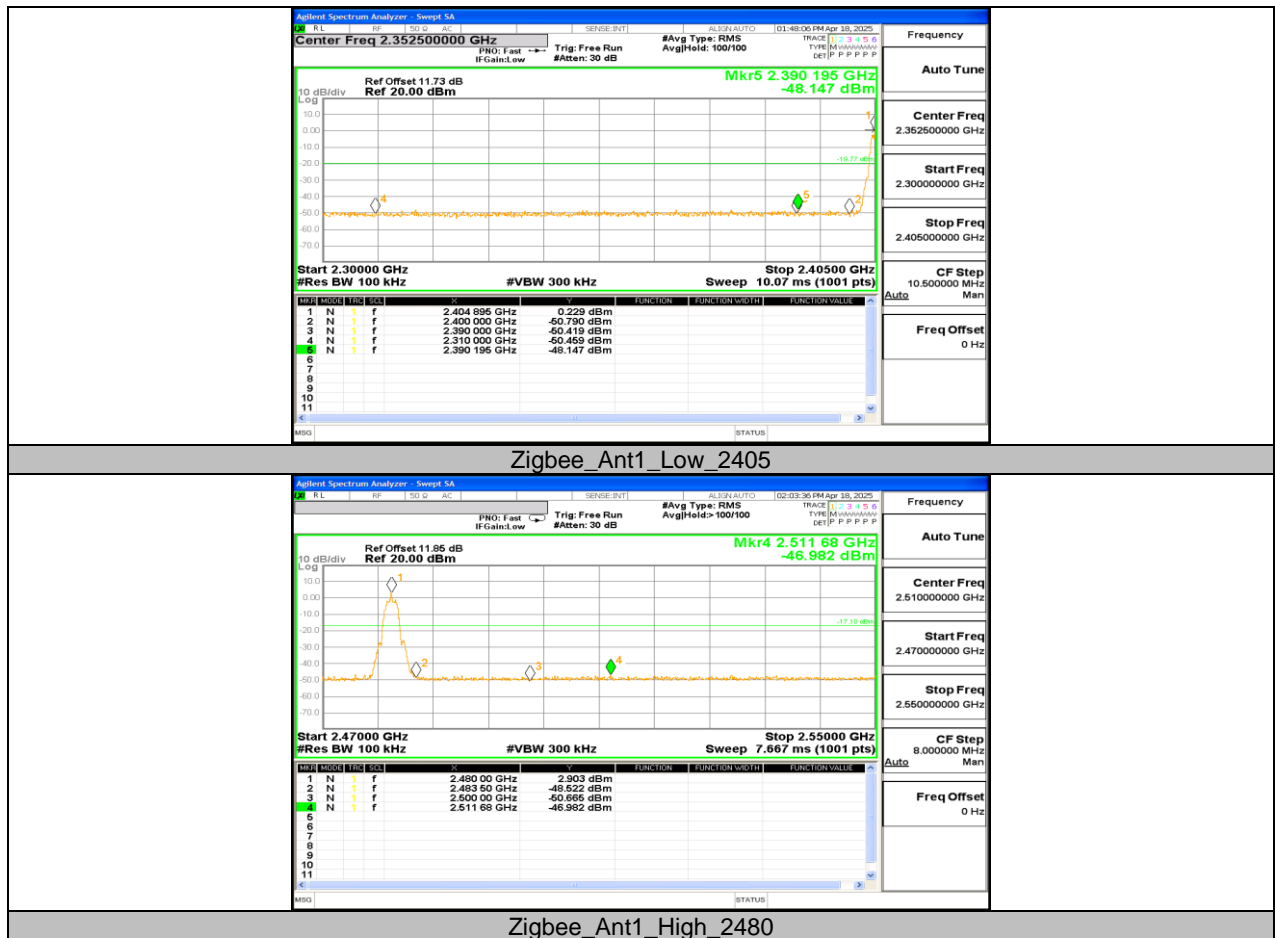 Agilent Spectrum Analyzer - Swept SA
RL RF 50 Ω AC SENSE:INT ALIGN AUTO 01:48:06 PM Apr 18, 2025
Center Freq 2.352500000 GHz
PNO: Fast
IFGain:Low
Trig: Free Run
#Atten: 30 dB
#Avg Type: RMS
Avg|Hold: 100/100
TRACE 1 2 3 4 5 6
TYPE M
DET P P P P P P
Ref Offset 11.73 dB
10 dB/div Ref 20.00 dBm
Log
Mkr5 2.390 195 GHz
-48.147 dBm
10.0
0.00
-10.0
-20.0
-30.0
-40.0
-50.0
-60.0
-70.0
1
-19.77 dBm
4
5
2
Start 2.30000 GHz Stop 2.40500 GHz
#Res BW 100 kHz #VBW 300 kHz Sweep 10.07 ms (1001 pts)
MKR MODE TRC SCL X Y FUNCTION FUNCTION WIDTH FUNCTION VALUE
1 N 1 f 2.404 895 GHz 0.229 dBm
2 N 1 f 2.400 000 GHz -50.790 dBm
3 N 1 f 2.390 000 GHz -50.419 dBm
4 N 1 f 2.310 000 GHz -50.459 dBm
5 N 1 f 2.390 195 GHz -48.147 dBm
6
7
8
9
10
11
MSG STATUS
Frequency
Auto Tune
Center Freq
2.352500000 GHz
Start Freq
2.300000000 GHz
Stop Freq
2.405000000 GHz
CF Step
10.500000 MHz
Auto Man
Freq Offset
0 Hz
Zigbee_Ant1_Low_2405
Agilent Spectrum Analyzer - Swept SA
RL RF 50 Ω AC SENSE:INT ALIGN AUTO 02:03:36 PM Apr 18, 2025
PNO: Fast
IFGain:Low
Trig: Free Run
#Atten: 30 dB
#Avg Type: RMS
Avg|Hold:>100/100
TRACE 1 2 3 4 5 6
TYPE M
DET P P P P P P
Ref Offset 11.85 dB
10 dB/div Ref 20.00 dBm
Log
Mkr4 2.511 68 GHz
-46.982 dBm
10.0
0.00
-10.0
-20.0
-30.0
-40.0
-50.0
-60.0
-70.0
1
-17.10 dBm
2
3
4
Start 2.47000 GHz Stop 2.55000 GHz
#Res BW 100 kHz #VBW 300 kHz Sweep 7.667 ms (1001 pts)
MKR MODE TRC SCL X Y FUNCTION FUNCTION WIDTH FUNCTION VALUE
1 N 1 f 2.480 00 GHz 2.903 dBm
2 N 1 f 2.483 50 GHz -48.522 dBm
3 N 1 f 2.500 00 GHz -50.665 dBm
4 N 1 f 2.511 68 GHz -46.982 dBm
5
6
7
8
9
10
11
MSG STATUS
Frequency
Auto Tune
Center Freq
2.510000000 GHz
Start Freq
2.470000000 GHz
Stop Freq
2.550000000 GHz
CF Step
8.000000 MHz
Auto Man
Freq Offset
0 Hz
Zigbee_Ant1_High_2480